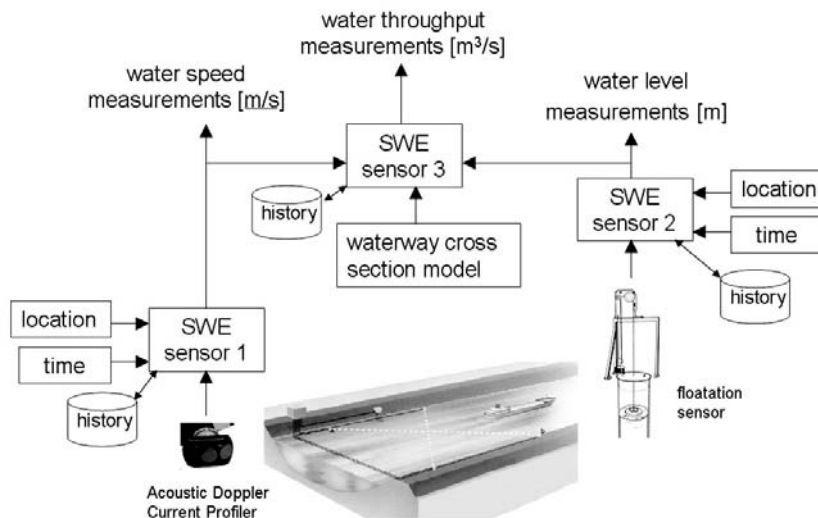 water throughput
measurements [m³/s]
water speed
measurements [m/s]
water level
measurements [m]
SWE
sensor 3
history
waterway cross
section model
SWE
sensor 2
location
time
history
location
time
SWE
sensor 1
history
floatation
sensor
Acoustic Doppler
Current Profiler